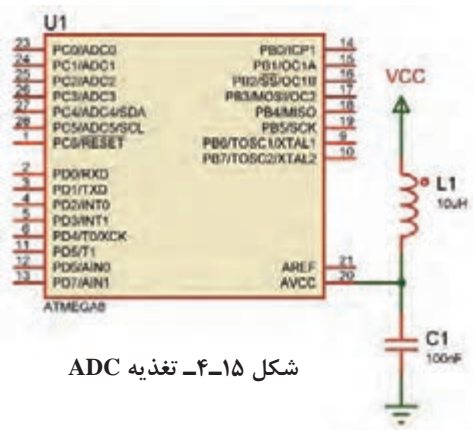 U1
23 PC0/ADC0 PB0/ICP1 14
24 PC1/ADC1 PB1/OC1A 15
25 PC2/ADC2 PB2/SS/OC1B 16
26 PC3/ADC3 PB3/MOSI/OC2 17
27 PC4/ADC4/SDA PB4/MISO 18
28 PC5/ADC5/SCL PB5/SCK 19
1 PC6/RESET PB6/TOSC1/XTAL1 9
PB7/TOSC2/XTAL2 10
2 PD0/RXD
3 PD1/TXD
4 PD2/INT0
5 PD3/INT1
6 PD4/T0/XCK
11 PD5/T1
12 PD6/AIN0 AREF 21
13 PD7/AIN1 AVCC 20
ATMEGA8
VCC
L1
10uH
C1
100nF
شکل ۱۵ـ۴ـ تغذیه ADC